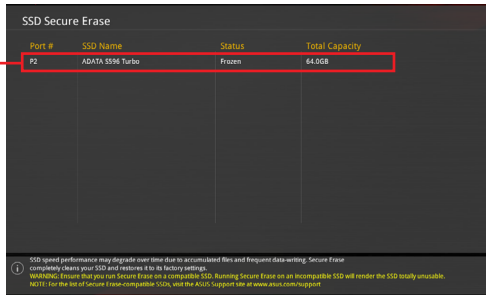 SSD Secure Erase
Port # SSD Name Status Total Capacity
P2 ADATA S596 Turbo Frozen 64.0GB
SSD speed performance may degrade over time due to accumulated files and frequent data-writing. Secure Erase
completely cleans your SSD and restores it to its factory settings.
WARNING: Ensure that you run Secure Erase on a compatible SSD. Running Secure Erase on an incompatible SSD will render the SSD totally unusable.
NOTE: For the list of Secure Erase-compatible SSDs, visit the ASUS Support site at www.asus.com/support